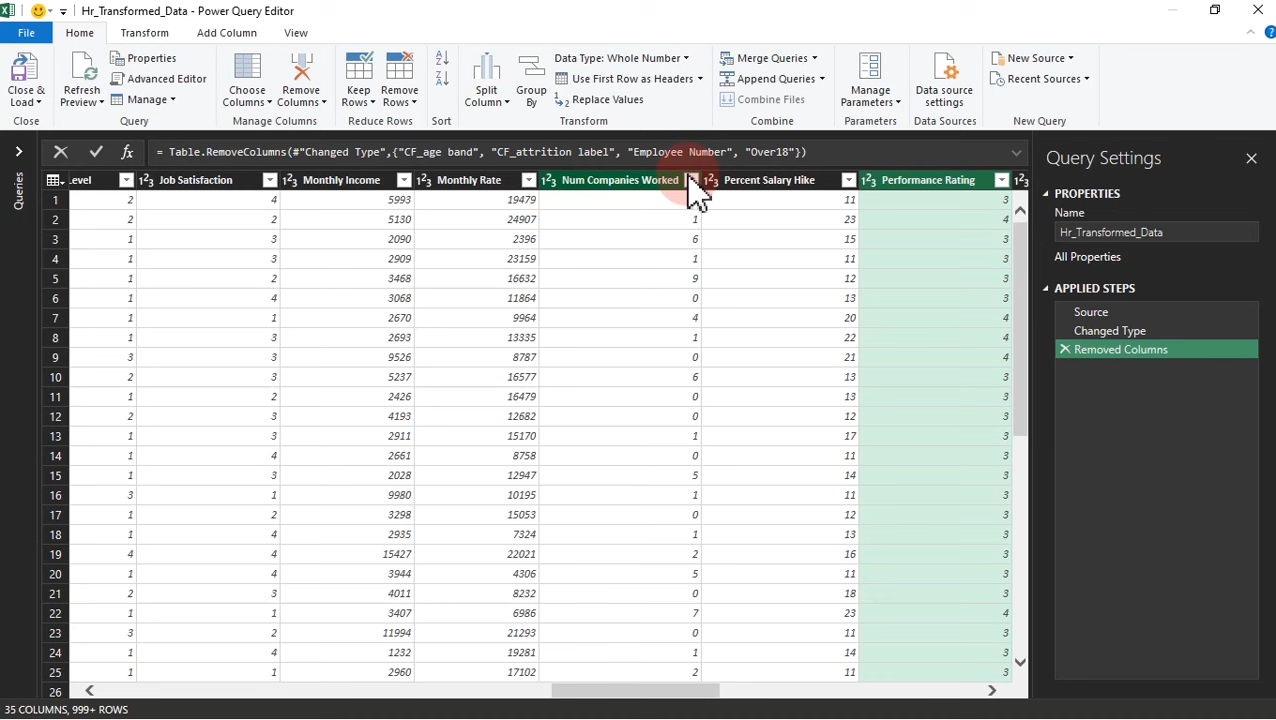 Hr_Transformed_Data - Power Query Editor
File Home Transform Add Column View
Close & Load
Close
Refresh Preview
Properties
Advanced Editor
Manage
Query
Choose Columns
Remove Columns
Manage Columns
Keep Rows
Remove Rows
Reduce Rows
Sort
Split Column
Group By
Data Type: Whole Number
Use First Row as Headers
Replace Values
Transform
Merge Queries
Append Queries
Combine Files
Combine
Manage Parameters
Parameters
Data source settings
Data Sources
New Source
Recent Sources
New Query
Queries
= Table.RemoveColumns(#"Changed Type",{"CF_age band", "CF_attrition label", "Employee Number", "Over18"})
Level Job Satisfaction Monthly Income Monthly Rate Num Companies Worked Percent Salary Hike Performance Rating
1 2 4 5993 19479 11 3
2 2 2 5130 24907 1 23 4
3 1 3 2090 2396 6 15 3
4 1 3 2909 23159 1 11 3
5 1 2 3468 16632 9 12 3
6 1 4 3068 11864 0 13 3
7 1 1 2670 9964 4 20 4
8 1 3 2693 13335 1 22 4
9 3 3 9526 8787 0 21 4
10 2 3 5237 16577 6 13 3
11 1 2 2426 16479 0 13 3
12 2 3 4193 12682 0 12 3
13 1 3 2911 15170 1 17 3
14 1 4 2661 8758 0 11 3
15 1 3 2028 12947 5 14 3
16 3 1 9980 10195 1 11 3
17 1 2 3298 15053 0 12 3
18 1 4 2935 7324 1 13 3
19 4 4 15427 22021 2 16 3
20 1 4 3944 4306 5 11 3
21 2 3 4011 8232 0 18 3
22 1 1 3407 6986 7 23 4
23 3 2 11994 21293 0 11 3
24 1 4 1232 19281 1 14 3
25 1 1 2960 17102 2 11 3
26
Query Settings
PROPERTIES
Name
Hr_Transformed_Data
All Properties
APPLIED STEPS
Source
Changed Type
Removed Columns
35 COLUMNS, 999+ ROWS